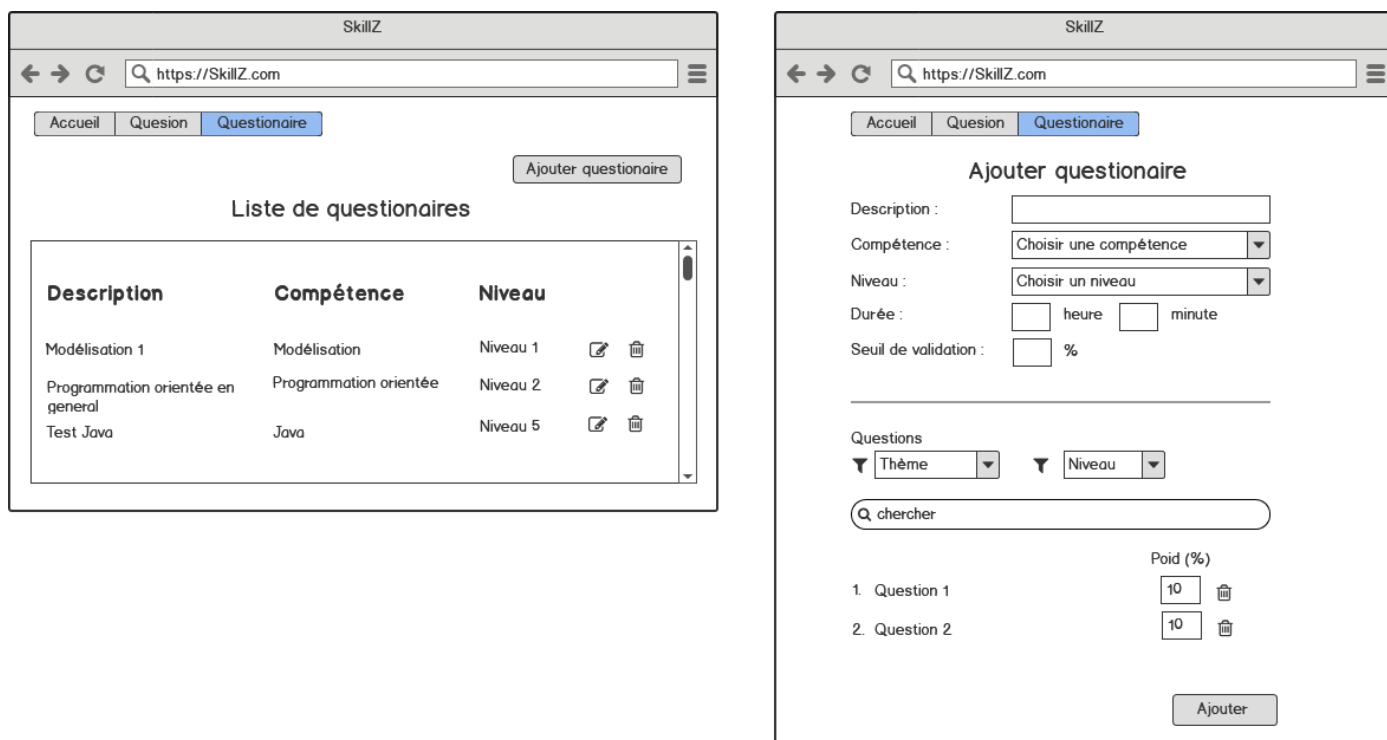 SkillZ
https://SkillZ.com
Accueil Quesion Questionaire
Ajouter questionaire
Liste de questionaires
Description Compétence Niveau
Modélisation 1 Modélisation Niveau 1
Programmation orientée en general Programmation orientée Niveau 2
Test Java Java Niveau 5
SkillZ
https://SkillZ.com
Accueil Quesion Questionaire
Ajouter questionaire
Description :
Compétence : Choisir une compétence
Niveau : Choisir un niveau
Durée : heure minute
Seuil de validation : %
Questions
Thème Niveau
chercher
Poid (%)
1. Question 1 10
2. Question 2 10
Ajouter